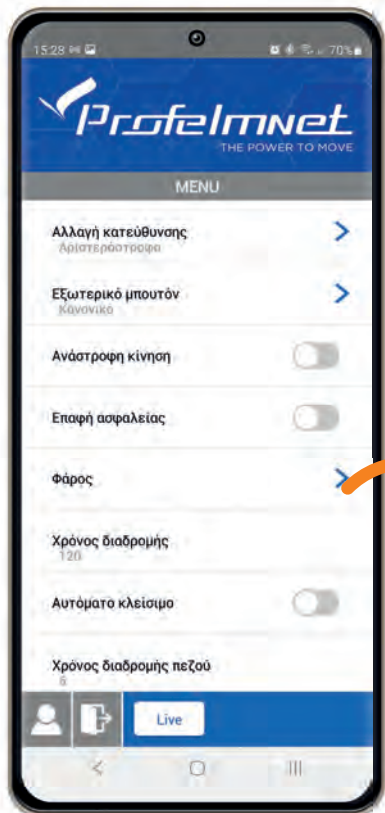 15:28
70%
Profelmnet
THE POWER TO MOVE
MENU
Αλλαγή κατεύθυνσης
Αριστερόστροφα
Εξωτερικό μπουτόν
Κανονικό
Ανάστροφη κίνηση
Επαφή ασφαλείας
Φάρος
Χρόνος διαδρομής
120
Αυτόματο κλείσιμο
Χρόνος διαδρομής πεζού
6
Live